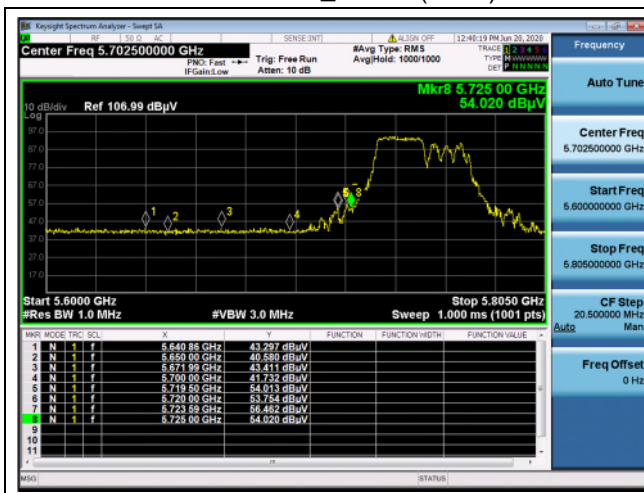 Keysight Spectrum Analyzer - Swept SA
RF 50 Ω AC SENSE:INT ALIGN OFF 12:40:19 PM Jun 20, 2020
Center Freq 5.702500000 GHz #Avg Type: RMS TRACE 1 2 3 4 5 6
PNO: Fast Trig: Free Run Avg|Hold: 1000/1000 TYPE M WWWWW
IFGain:Low Atten: 10 dB DET P N N N N N
Mkr8 5.725 00 GHz
10 dB/div Ref 106.99 dBµV 54.020 dBµV
Log
97.0
87.0
77.0
67.0
57.0
47.0
37.0
27.0
17.0
1 2 3 4 5 8
Start 5.6000 GHz Stop 5.8050 GHz
#Res BW 1.0 MHz #VBW 3.0 MHz Sweep 1.000 ms (1001 pts)
MKR MODE TRC SCL X Y FUNCTION FUNCTION WIDTH FUNCTION VALUE
1 N 1 f 5.640 86 GHz 43.297 dBµV
2 N 1 f 5.650 00 GHz 40.580 dBµV
3 N 1 f 5.671 99 GHz 43.411 dBµV
4 N 1 f 5.700 00 GHz 41.732 dBµV
5 N 1 f 5.719 50 GHz 54.013 dBµV
6 N 1 f 5.720 00 GHz 53.754 dBµV
7 N 1 f 5.723 59 GHz 56.462 dBµV
8 N 1 f 5.725 00 GHz 54.020 dBµV
9
10
11
MSG STATUS
Frequency
Auto Tune
Center Freq
5.702500000 GHz
Start Freq
5.600000000 GHz
Stop Freq
5.805000000 GHz
CF Step
20.500000 MHz
Auto Man
Freq Offset
0 Hz